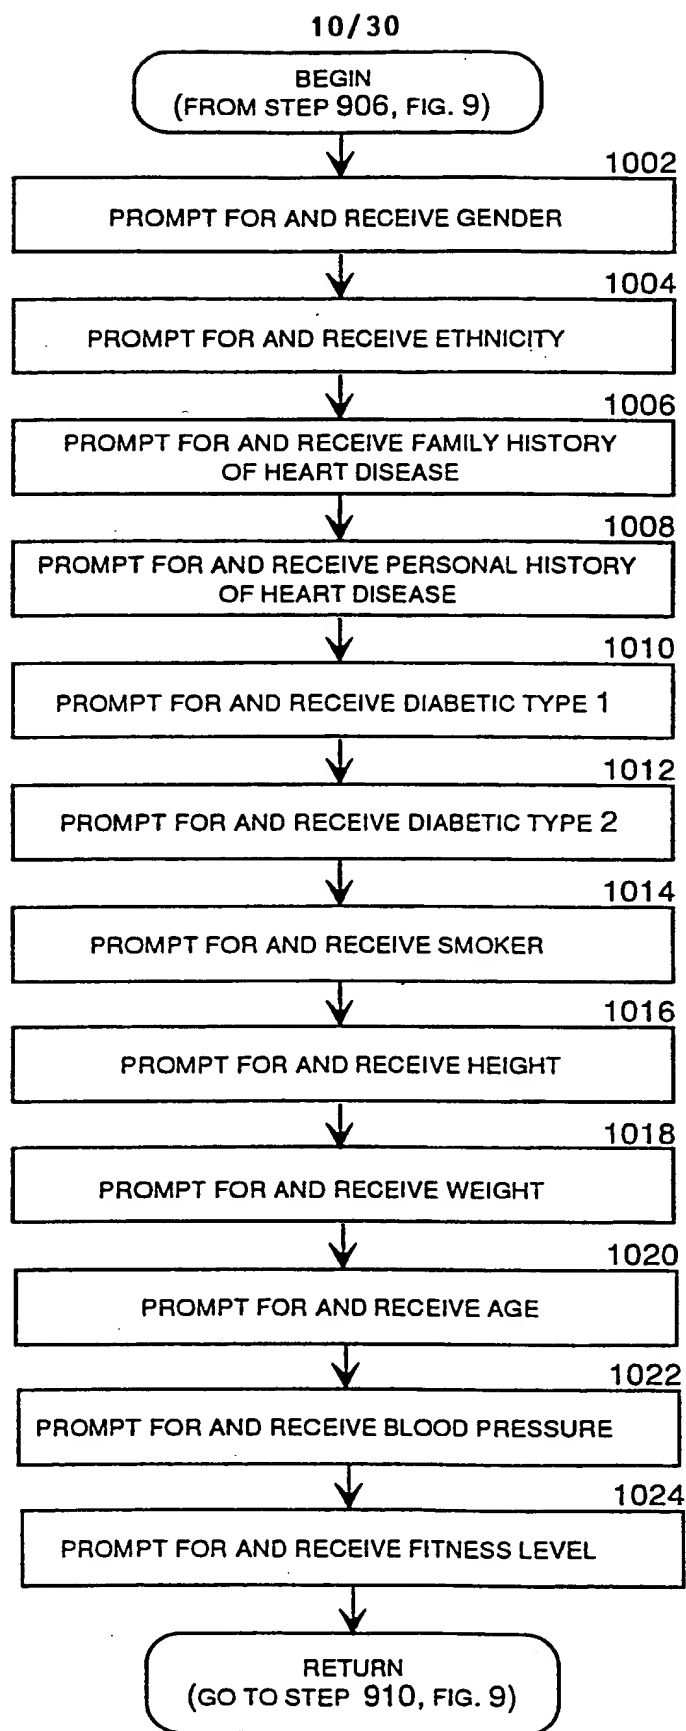 10/30
BEGIN
(FROM STEP 906, FIG. 9)
1002
PROMPT FOR AND RECEIVE GENDER
1004
PROMPT FOR AND RECEIVE ETHNICITY
1006
PROMPT FOR AND RECEIVE FAMILY HISTORY
OF HEART DISEASE
1008
PROMPT FOR AND RECEIVE PERSONAL HISTORY
OF HEART DISEASE
1010
PROMPT FOR AND RECEIVE DIABETIC TYPE 1
1012
PROMPT FOR AND RECEIVE DIABETIC TYPE 2
1014
PROMPT FOR AND RECEIVE SMOKER
1016
PROMPT FOR AND RECEIVE HEIGHT
1018
PROMPT FOR AND RECEIVE WEIGHT
1020
PROMPT FOR AND RECEIVE AGE
1022
PROMPT FOR AND RECEIVE BLOOD PRESSURE
1024
PROMPT FOR AND RECEIVE FITNESS LEVEL
RETURN
(GO TO STEP 910, FIG. 9)